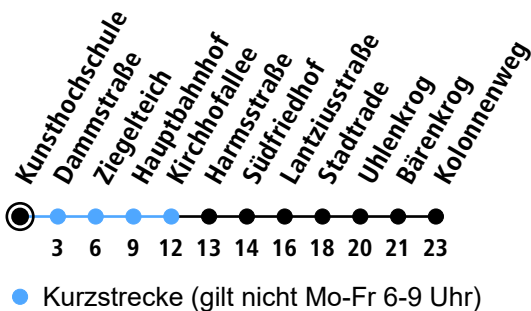 Kunsthochschule
Dammstraße
Ziegelteich
Hauptbahnhof
Kirchhofallee
Harmsstraße
Südfriedhof
Lantziusstraße
Stadtrade
Uhlenkrog
Bärenkrog
Kolonnenweg
3 6 9 12 13 14 16 18 20 21 23
Kurzstrecke (gilt nicht Mo-Fr 6-9 Uhr)